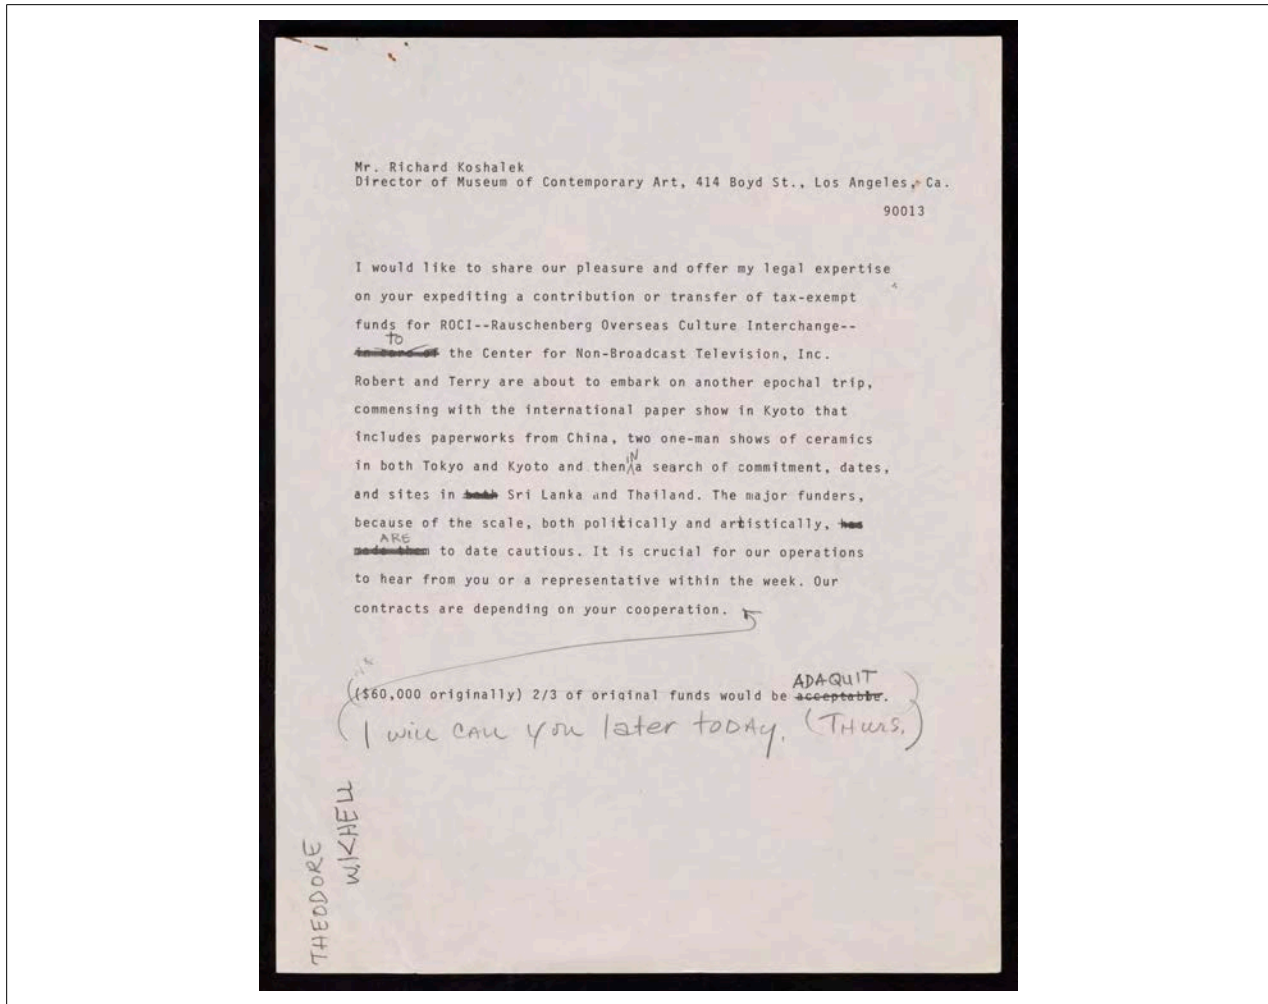 Mr. Richard Koshalek
Director of Museum of Contemporary Art, 414 Boyd St., Los Angeles, Ca.
90013
I would like to share our pleasure and offer my legal expertise
on your expediting a contribution or transfer of tax-exempt
funds for ROCI--Rauschenberg Overseas Culture Interchange--
to
in care of the Center for Non-Broadcast Television, Inc.
Robert and Terry are about to embark on another epochal trip,
commensing with the international paper show in Kyoto that
includes paperworks from China, two one-man shows of ceramics
IN
in both Tokyo and Kyoto and then a search of commitment, dates,
and sites in both Sri Lanka and Thailand. The major funders,
because of the scale, both politically and artistically, has
ARE
made them to date cautious. It is crucial for our operations
to hear from you or a representative within the week. Our
contracts are depending on your cooperation.
ADAQUIT
($60,000 originally) 2/3 of original funds would be acceptable.
(I will call you later today. (Thurs.)
THEODORE
W. KHELL